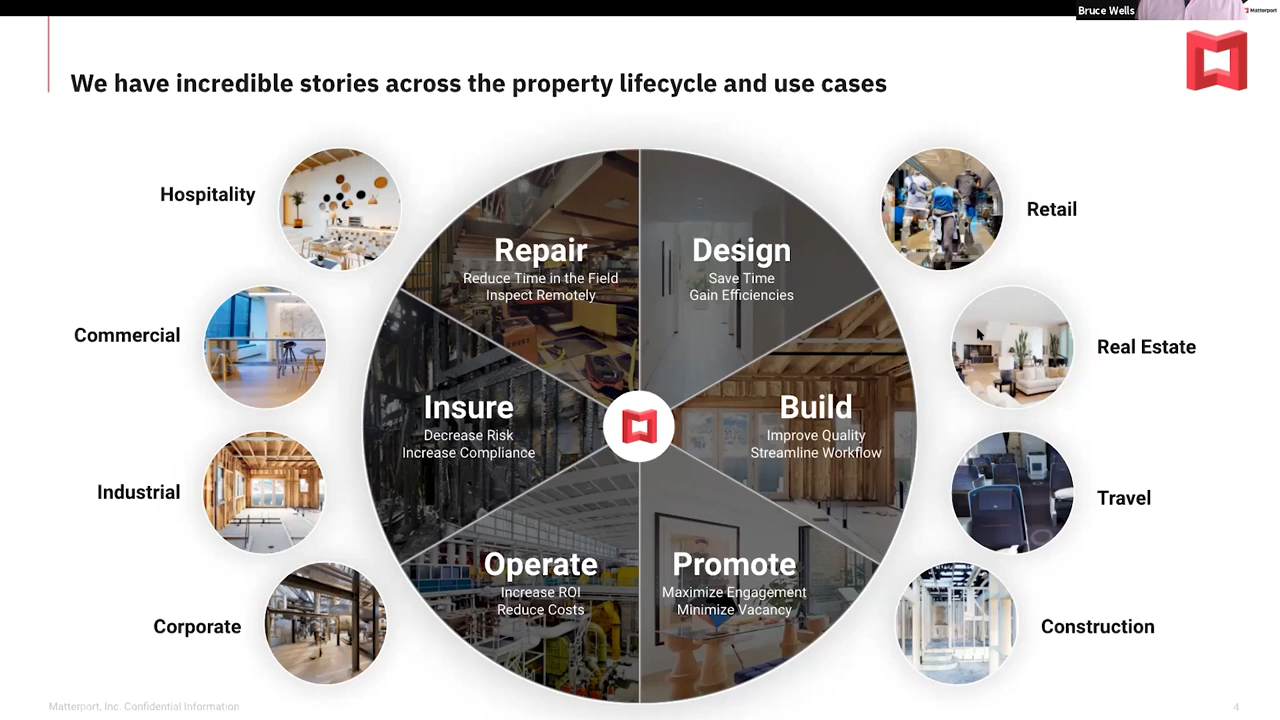 Bruce Wells
Matterport
We have incredible stories across the property lifecycle and use cases
Hospitality
Commercial
Industrial
Corporate
Repair
Reduce Time in the Field
Inspect Remotely
Design
Save Time
Gain Efficiencies
Insure
Decrease Risk
Increase Compliance
Build
Improve Quality
Streamline Workflow
Operate
Increase ROI
Reduce Costs
Promote
Maximize Engagement
Minimize Vacancy
Retail
Real Estate
Travel
Construction
Matterport, Inc. Confidential Information
4